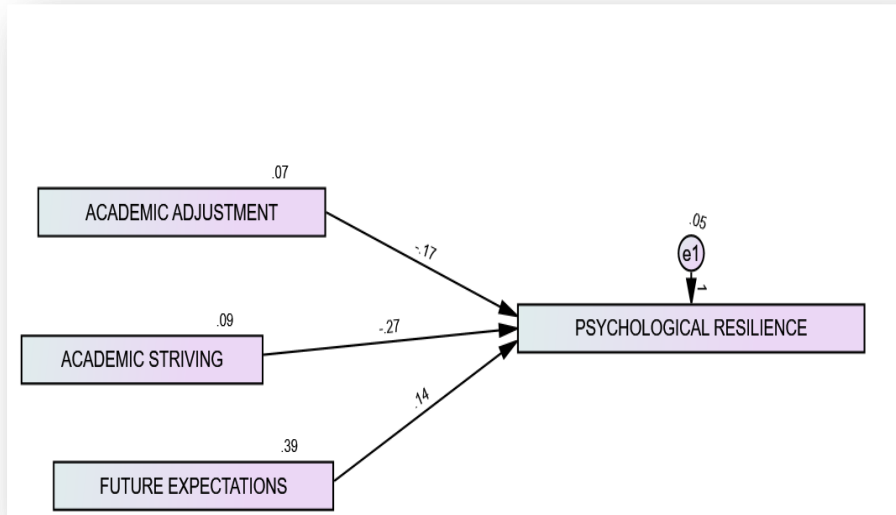 .07
ACADEMIC ADJUSTMENT
-.17
.05
e1
1
.09
ACADEMIC STRIVING
-.27
PSYCHOLOGICAL RESILIENCE
.14
.39
FUTURE EXPECTATIONS